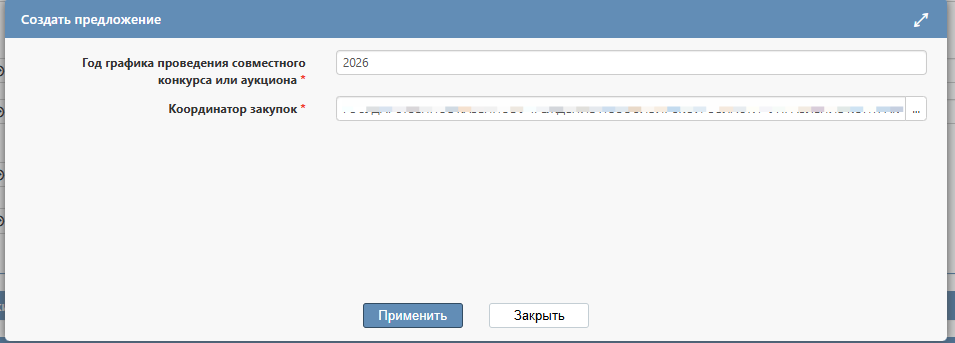 Создать предложение
Год графика проведения совместного
конкурса или аукциона *
2026
Координатор закупок *
...
Применить
Закрыть